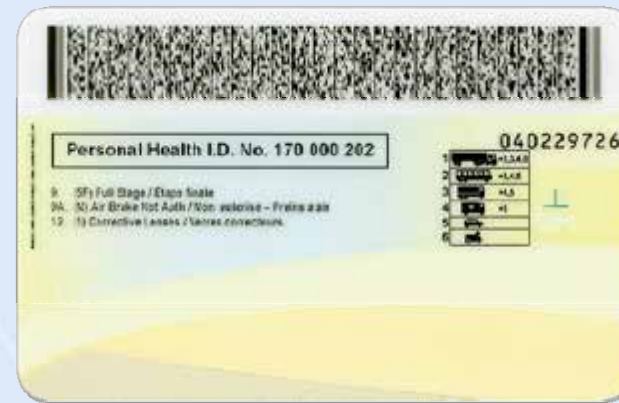 Personal Health I.D. No. 170 000 202
040229726
9. 5F) Full Stage / Étape finale
9A. N) Air Brake Not Auth / Non autorisé – Freins à air
12. 1) Corrective Lenses / Verres correcteurs
1
2
3
4 +1
5
6